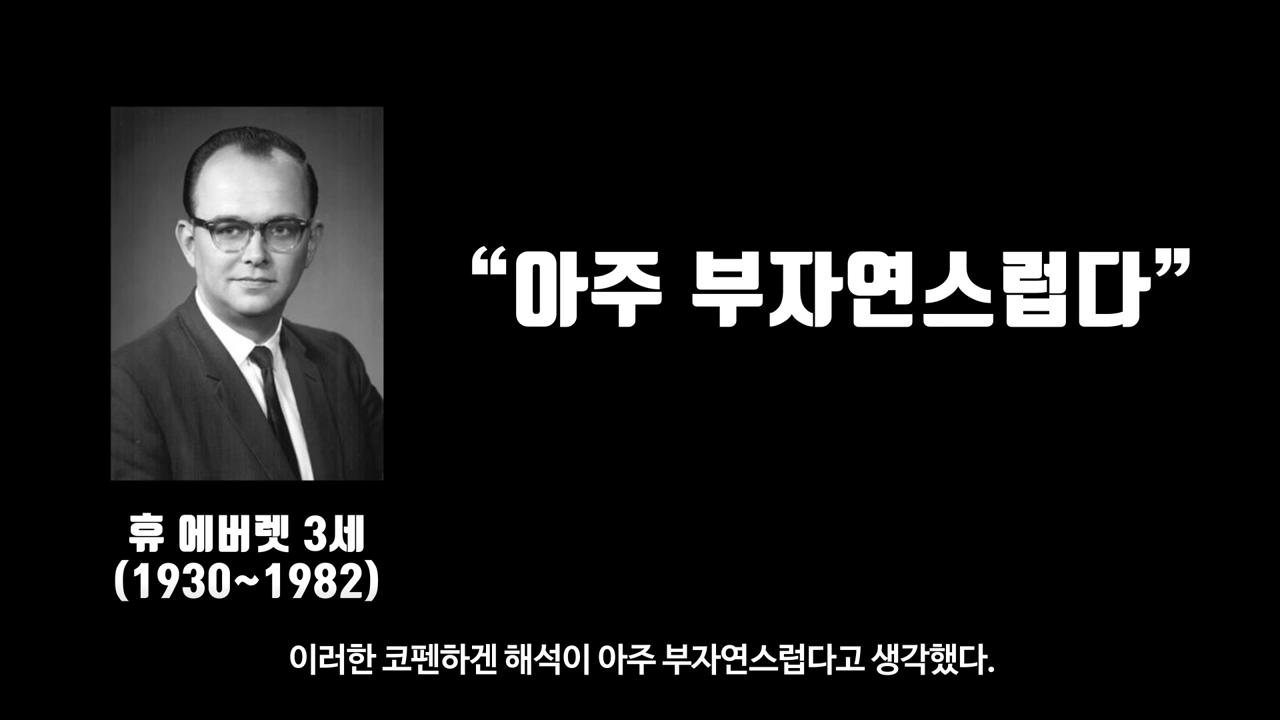 “아주 부자연스럽다”
휴 에버렛 3세
(1930~1982)
이러한 코펜하겐 해석이 아주 부자연스럽다고 생각했다.